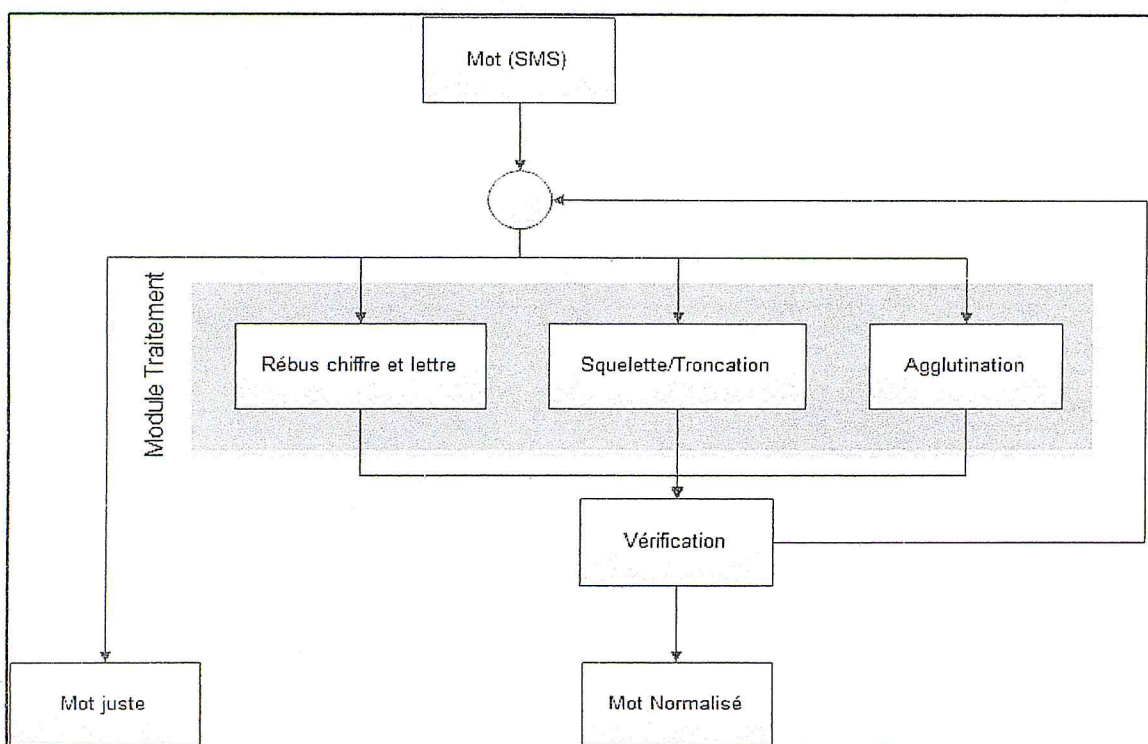 Mot (SMS)
Module Traitement
Rébus chiffre et lettre
Squelette/Troncation
Agglutination
Vérification
Mot juste
Mot Normalisé